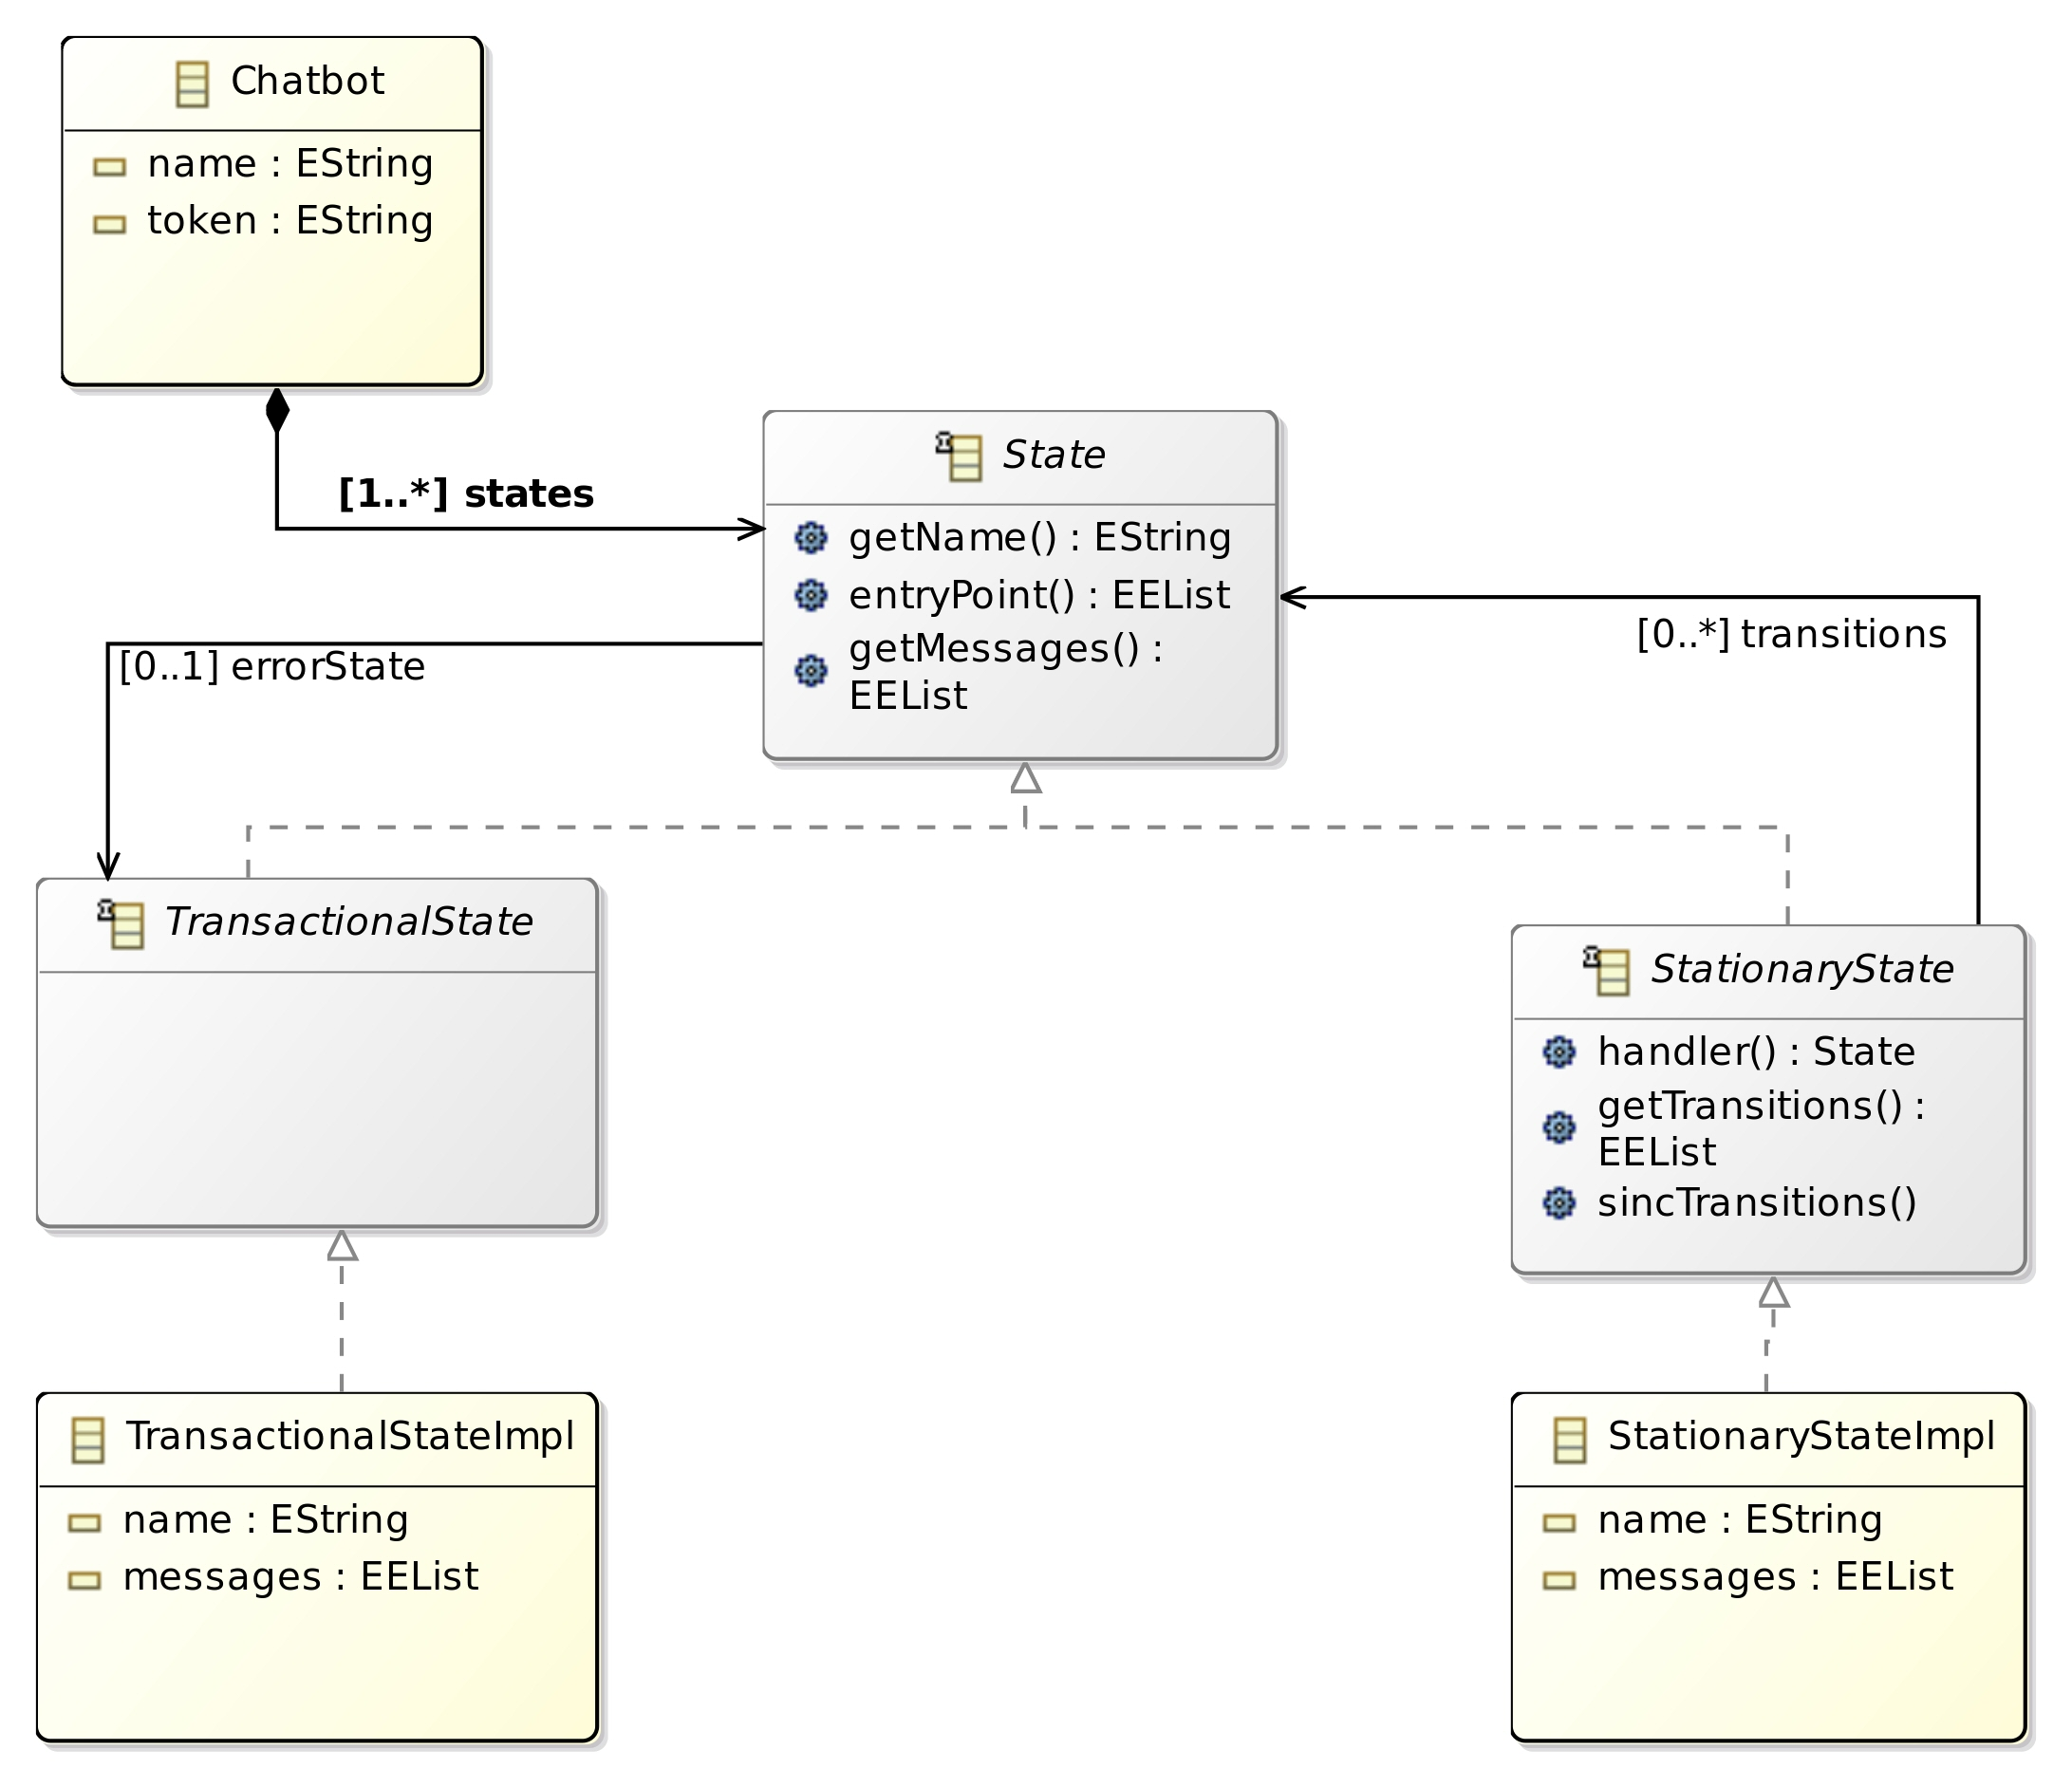 Chatbot
name : EString
token : EString
[1..*] states
State
getName() : EString
entryPoint() : EEList
getMessages() :
EEList
[0..1] errorState
[0..*] transitions
TransactionalState
StationaryState
handler() : State
getTransitions() :
EEList
sincTransitions()
TransactionalStateImpl
name : EString
messages : EEList
StationaryStateImpl
name : EString
messages : EEList